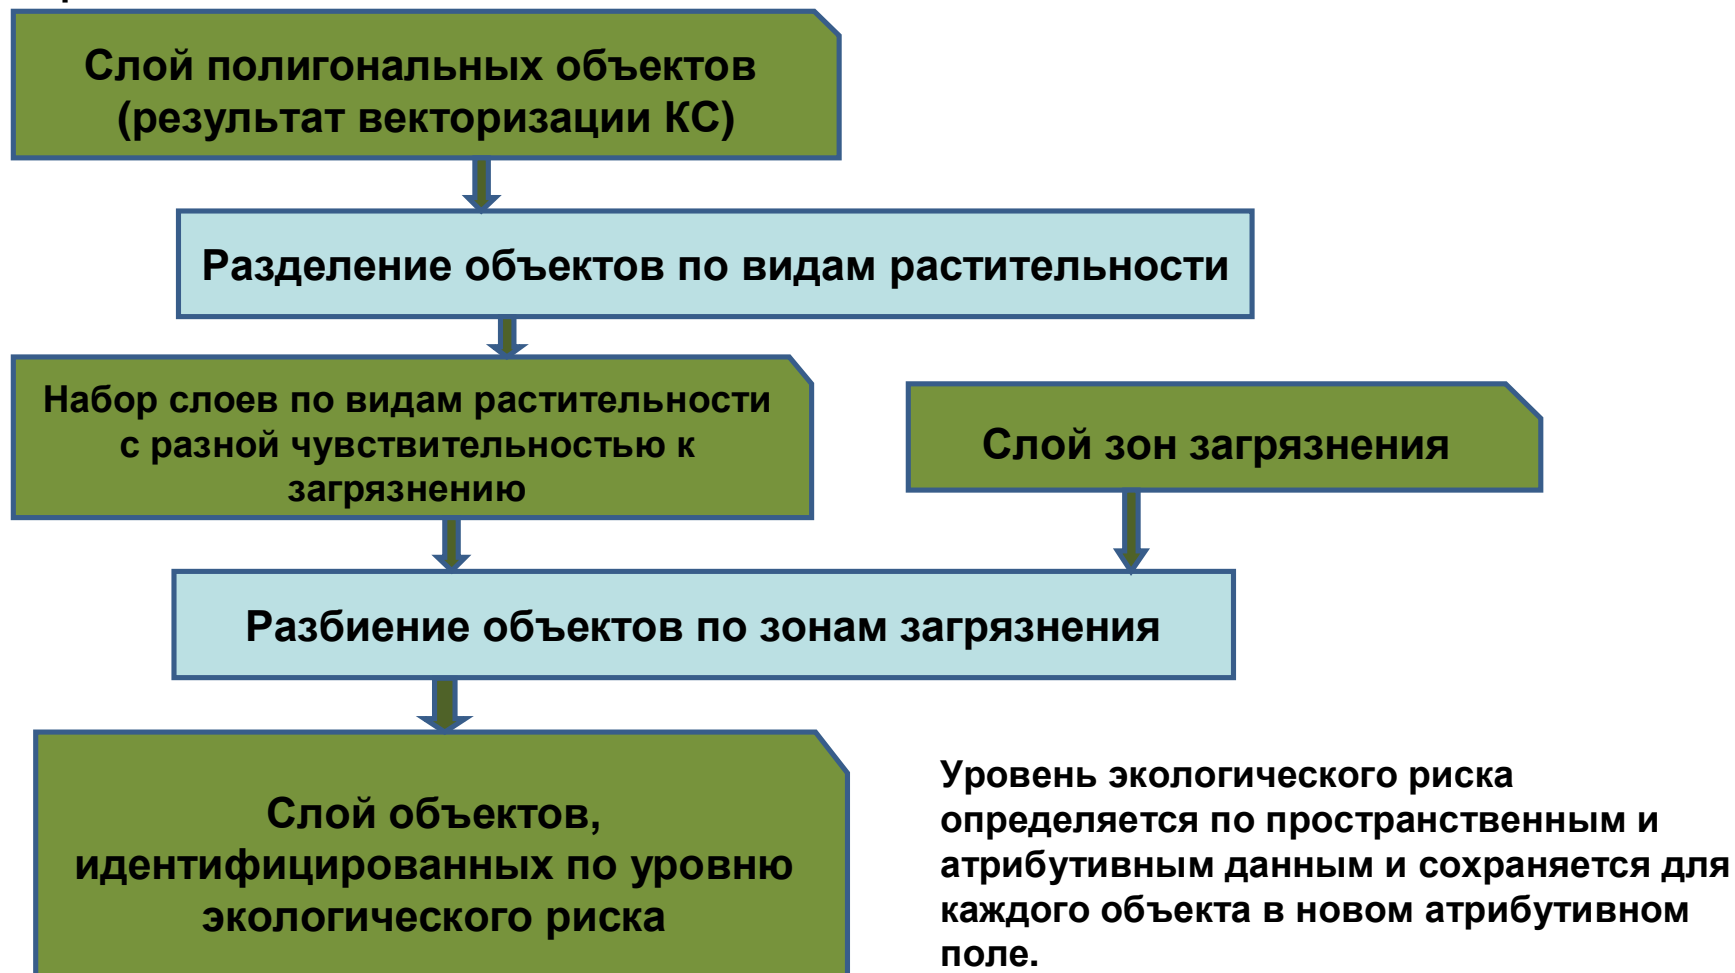 Слой полигональных объектов
(результат векторизации КС)
Разделение объектов по видам растительности
Набор слоев по видам растительности
с разной чувствительностью к
загрязнению
Слой зон загрязнения
Разбиение объектов по зонам загрязнения
Слой объектов,
идентифицированных по уровню
экологического риска
Уровень экологического риска
определяется по пространственным и
атрибутивным данным и сохраняется для
каждого объекта в новом атрибутивном
поле.